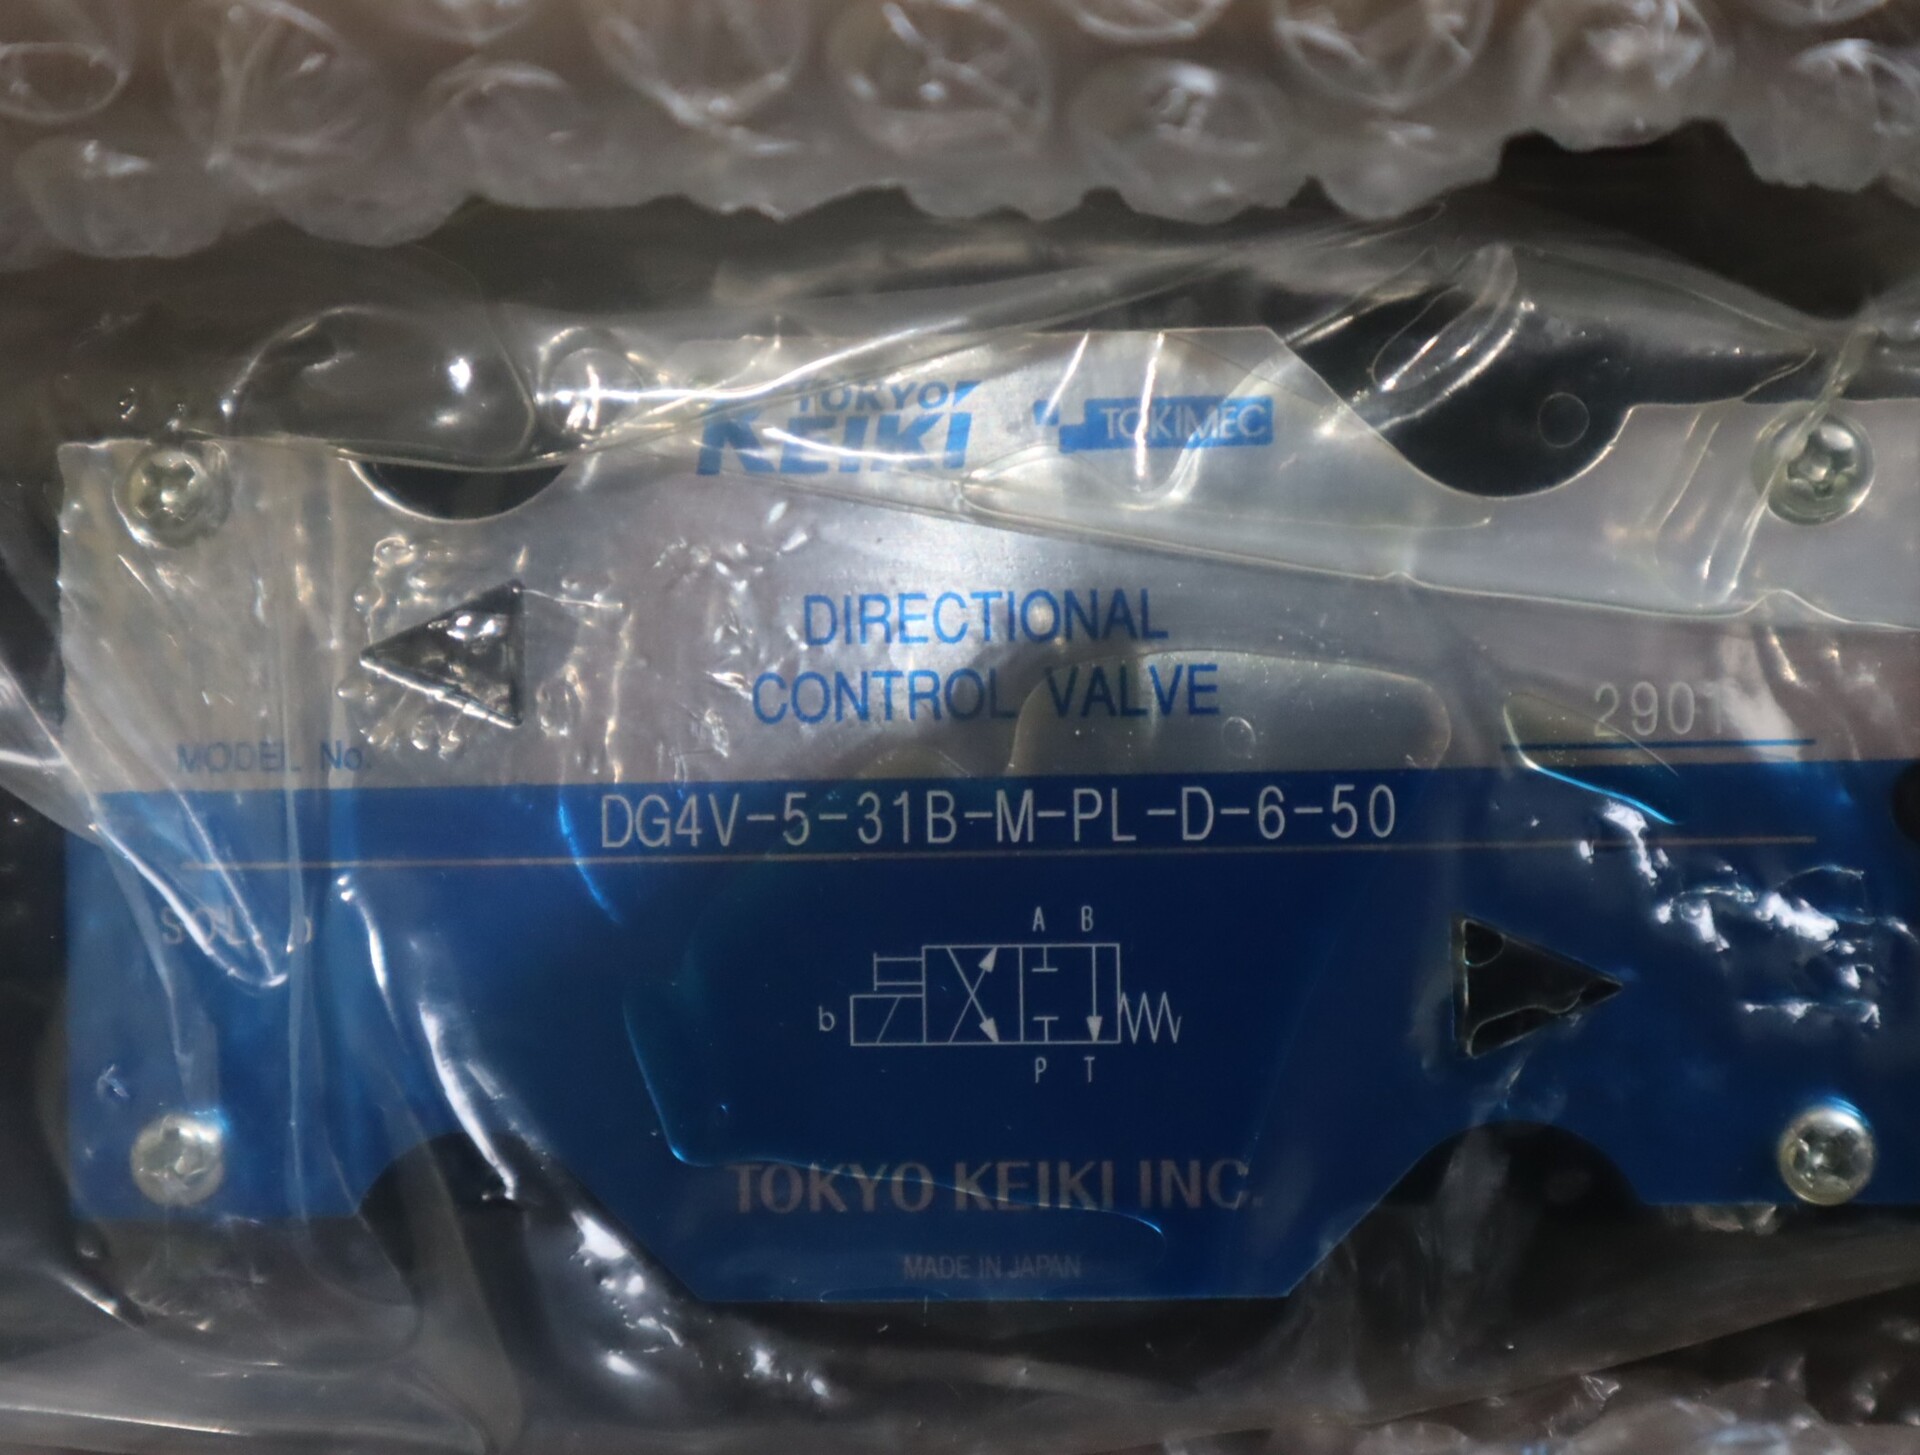 TOKYO
KEIKI
TOKIMEC
DIRECTIONAL
CONTROL VALVE
MODEL No.
DG4V-5-31B-M-PL-D-6-50
SOL. b
A B
b
P T
TOKYO KEIKI INC.
MADE IN JAPAN